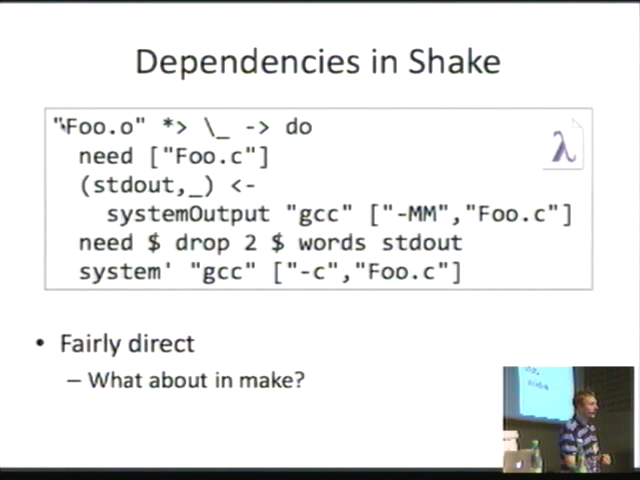 Dependencies in Shake
"Foo.o" *> \_ -> do
need ["Foo.c"]
(stdout,_) <-
systemOutput "gcc" ["-MM","Foo.c"]
need $ drop 2 $ words stdout
system' "gcc" ["-c","Foo.c"]
λ
• Fairly direct
– What about in make?